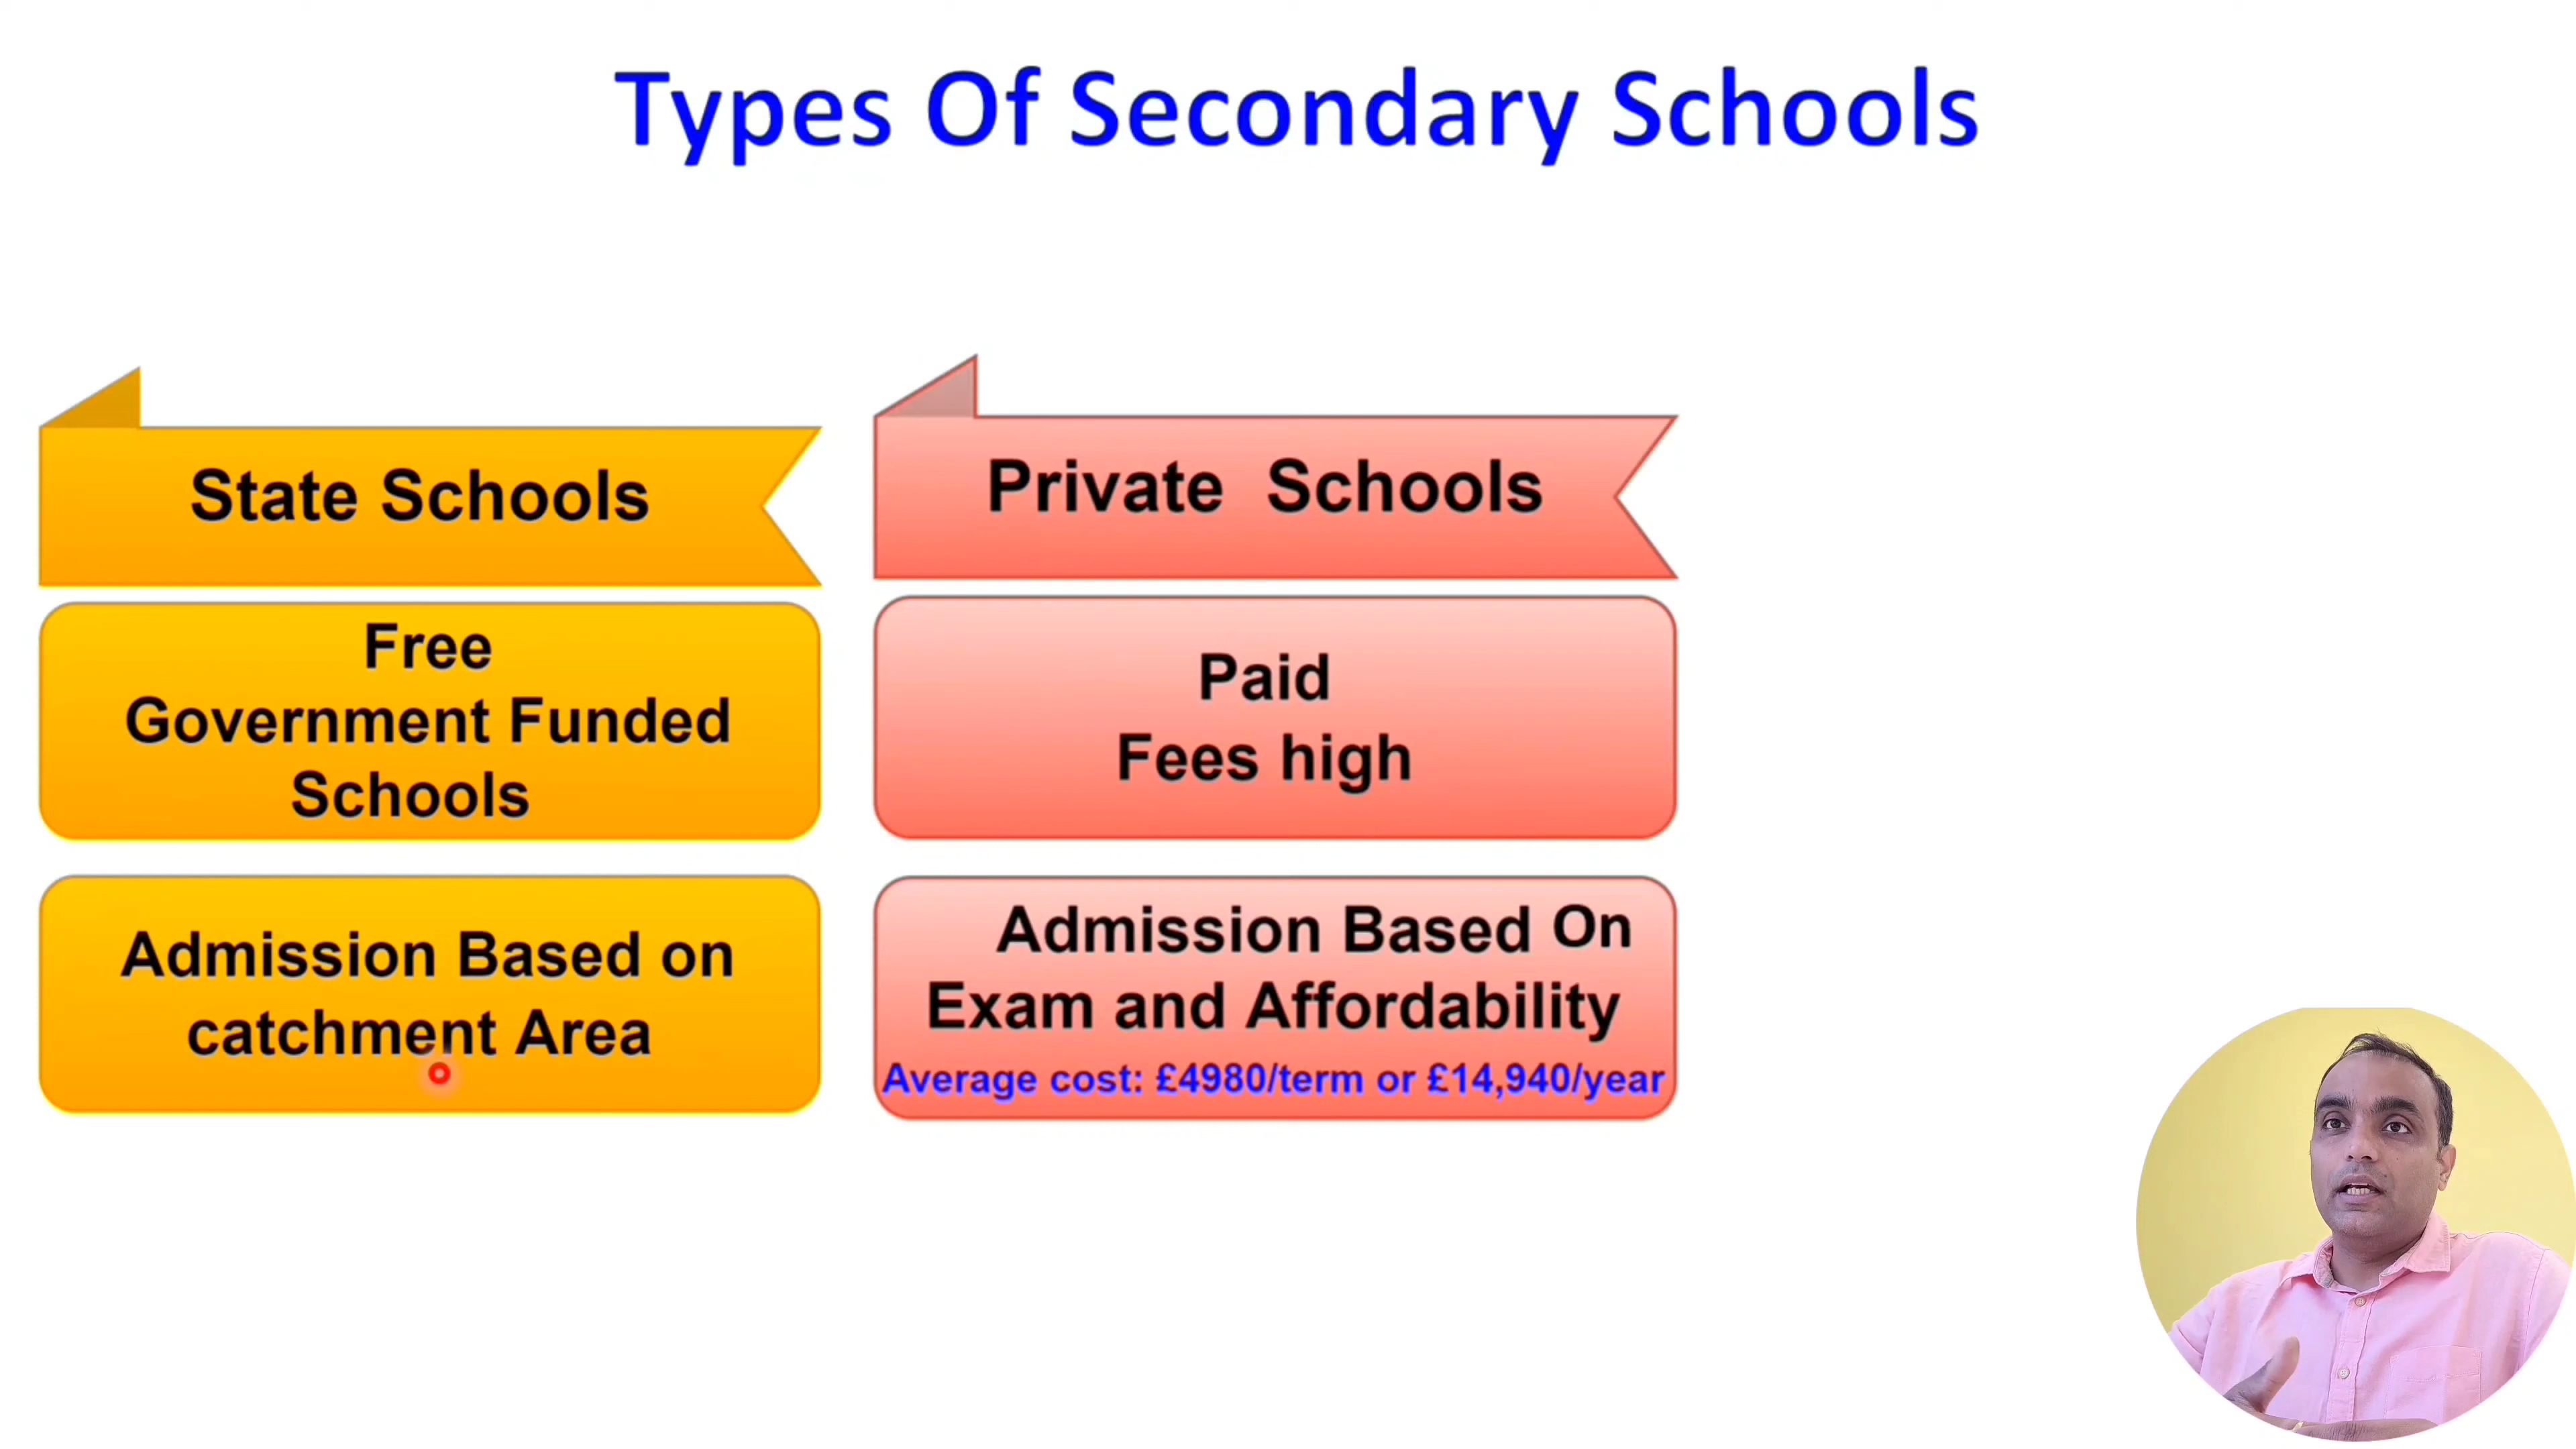 Types Of Secondary Schools
State Schools
Free
Government Funded
Schools
Admission Based on
catchment Area
Private Schools
Paid
Fees high
Admission Based On
Exam and Affordability
Average cost: £4980/term or £14,940/year